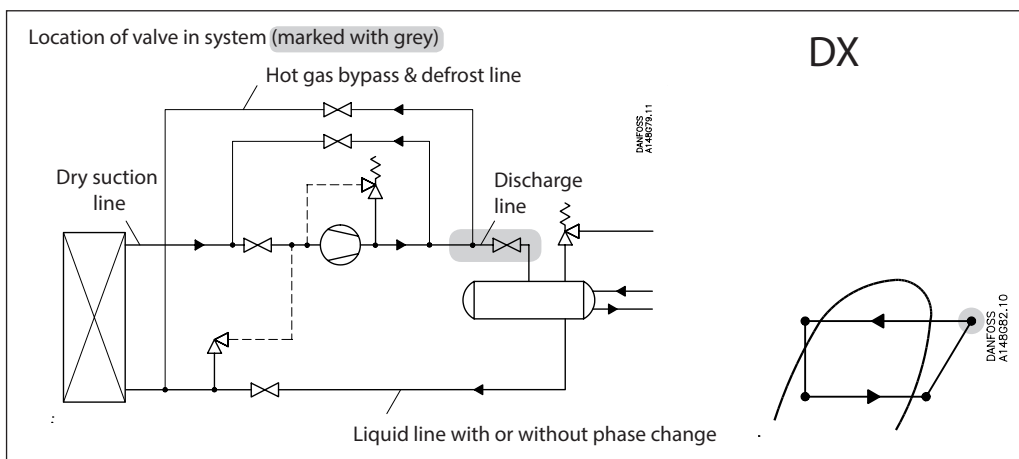 Location of valve in system (marked with grey)
DX
Hot gas bypass & defrost line
DANFOSS
A148G79.11
Dry suction
line
Discharge
line
DANFOSS
A148G82.10
Liquid line with or without phase change